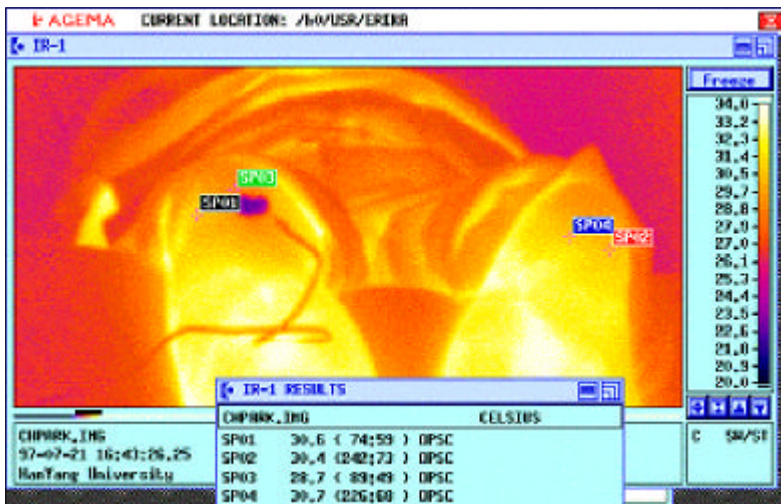 AGEMA CURRENT LOCATION: /h0/USR/ERIKA
IR-1
Freeze
34.0
33.2
32.3
31.4
30.5
29.7
28.8
27.9
27.0
26.1
25.3
24.4
23.5
22.6
21.8
20.9
20.0
SP03
SP01
SP04
SP02
IR-1 RESULTS
CHPARK.IMG CELSIUS
SP01 30.6 ( 74;59 ) OPSC
SP02 30.4 (242;73 ) OPSC
SP03 28.7 ( 89;49 ) OPSC
SP04 30.7 (226;68 ) OPSC
CHPARK.IMG
97-07-21 16:43:26.25
HanYang University
C SW/ST